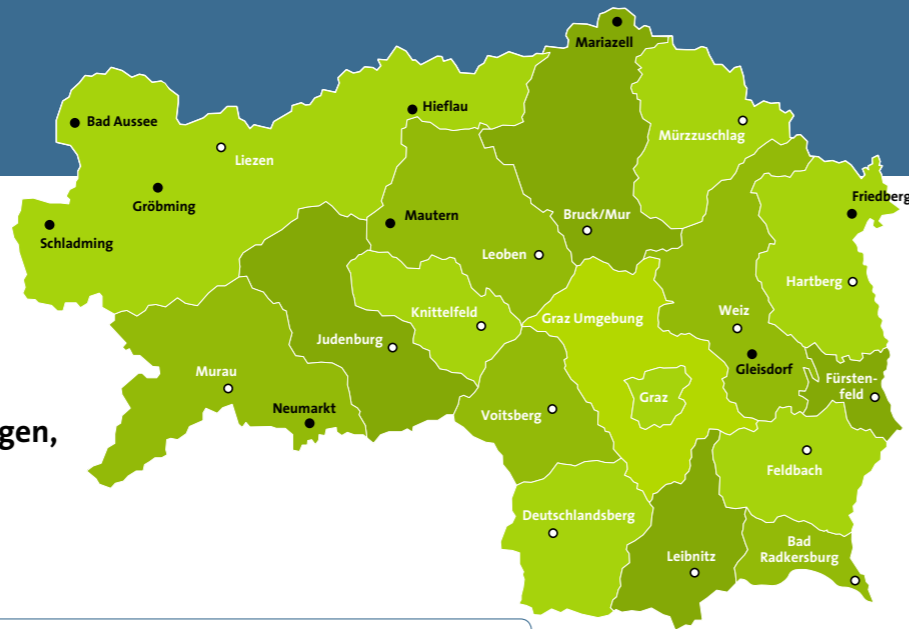 Mariazell
Hieflau
Bad Aussee
Mürzzuschlag
Liezen
Gröbming
Friedberg
Mautern
Bruck/Mur
Schladming
Leoben
Hartberg
Knittelfeld
Weiz
Graz Umgebung
Judenburg
Gleisdorf
Murau
Fürsten-
feld
Graz
Neumarkt
Voitsberg
gen,
Feldbach
Deutschlandsberg
Bad
Radkersburg
Leibnitz